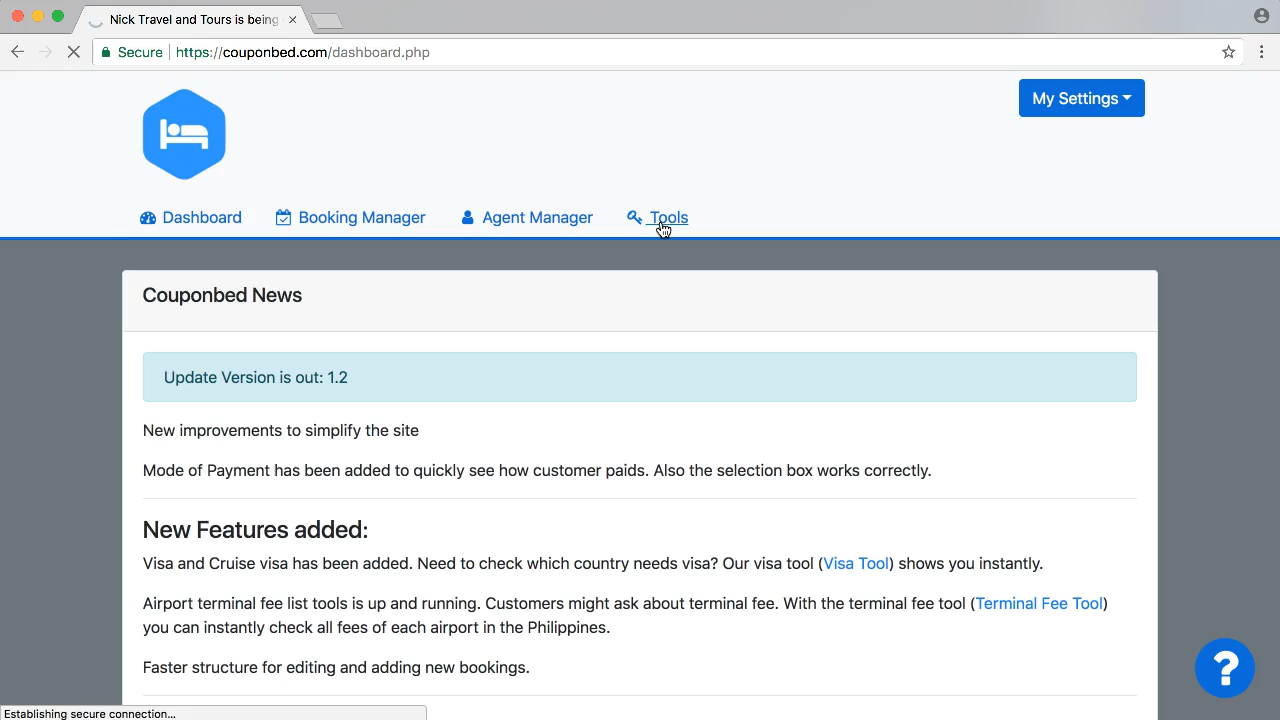 Nick Travel and Tours is being
Secure https://couponbed.com/dashboard.php
My Settings
Dashboard Booking Manager Agent Manager Tools
Couponbed News
Update Version is out: 1.2
New improvements to simplify the site
Mode of Payment has been added to quickly see how customer paids. Also the selection box works correctly.
New Features added:
Visa and Cruise visa has been added. Need to check which country needs visa? Our visa tool (Visa Tool) shows you instantly.
Airport terminal fee list tools is up and running. Customers might ask about terminal fee. With the terminal fee tool (Terminal Fee Tool)
you can instantly check all fees of each airport in the Philippines.
Faster structure for editing and adding new bookings.
?
Establishing secure connection...